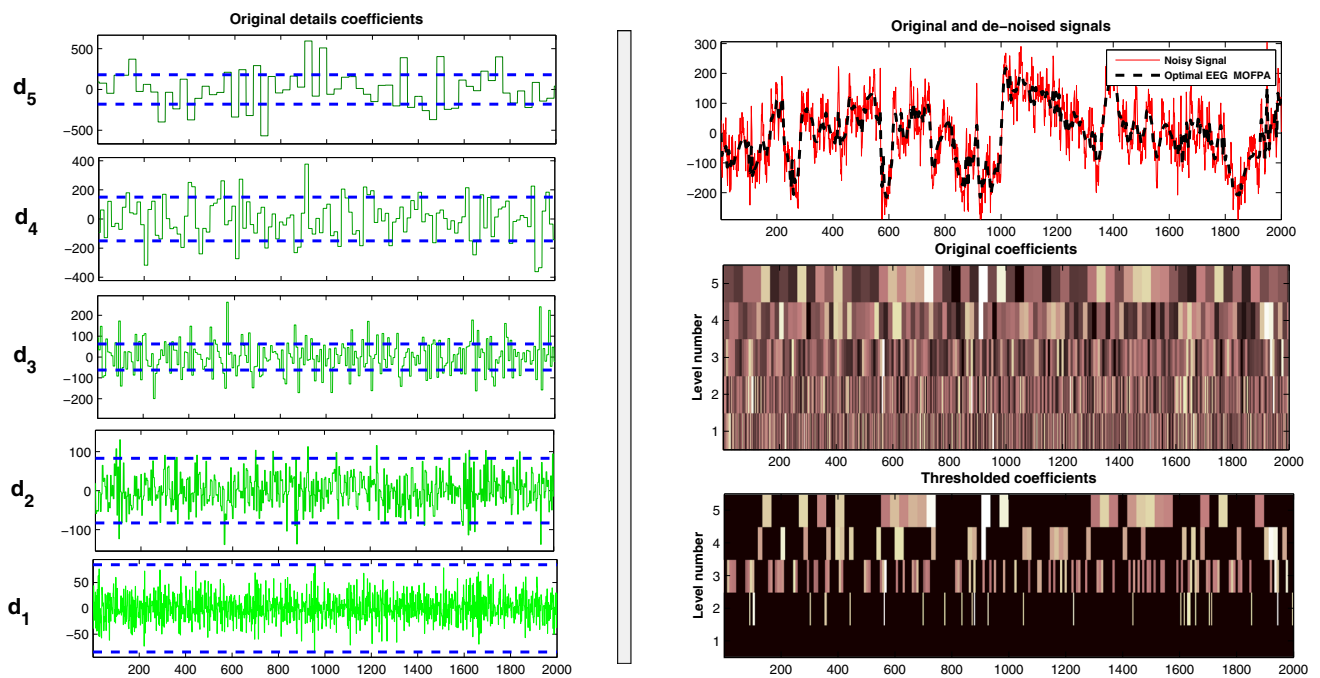 Original details coefficients
d5
500
0
−500
d4
400
200
0
−200
−400
d3
200
100
0
−100
−200
d2
100
0
−100
d1
50
0
−50
200 400 600 800 1000 1200 1400 1600 1800 2000
Original and de-noised signals
300
200
100
0
−100
−200
Noisy Signal
Optimal EEG MOFPA
200 400 600 800 1000 1200 1400 1600 1800 2000
Original coefficients
Level number
5
4
3
2
1
200 400 600 800 1000 1200 1400 1600 1800 2000
Thresholded coefficients
Level number
5
4
3
2
1
200 400 600 800 1000 1200 1400 1600 1800 2000